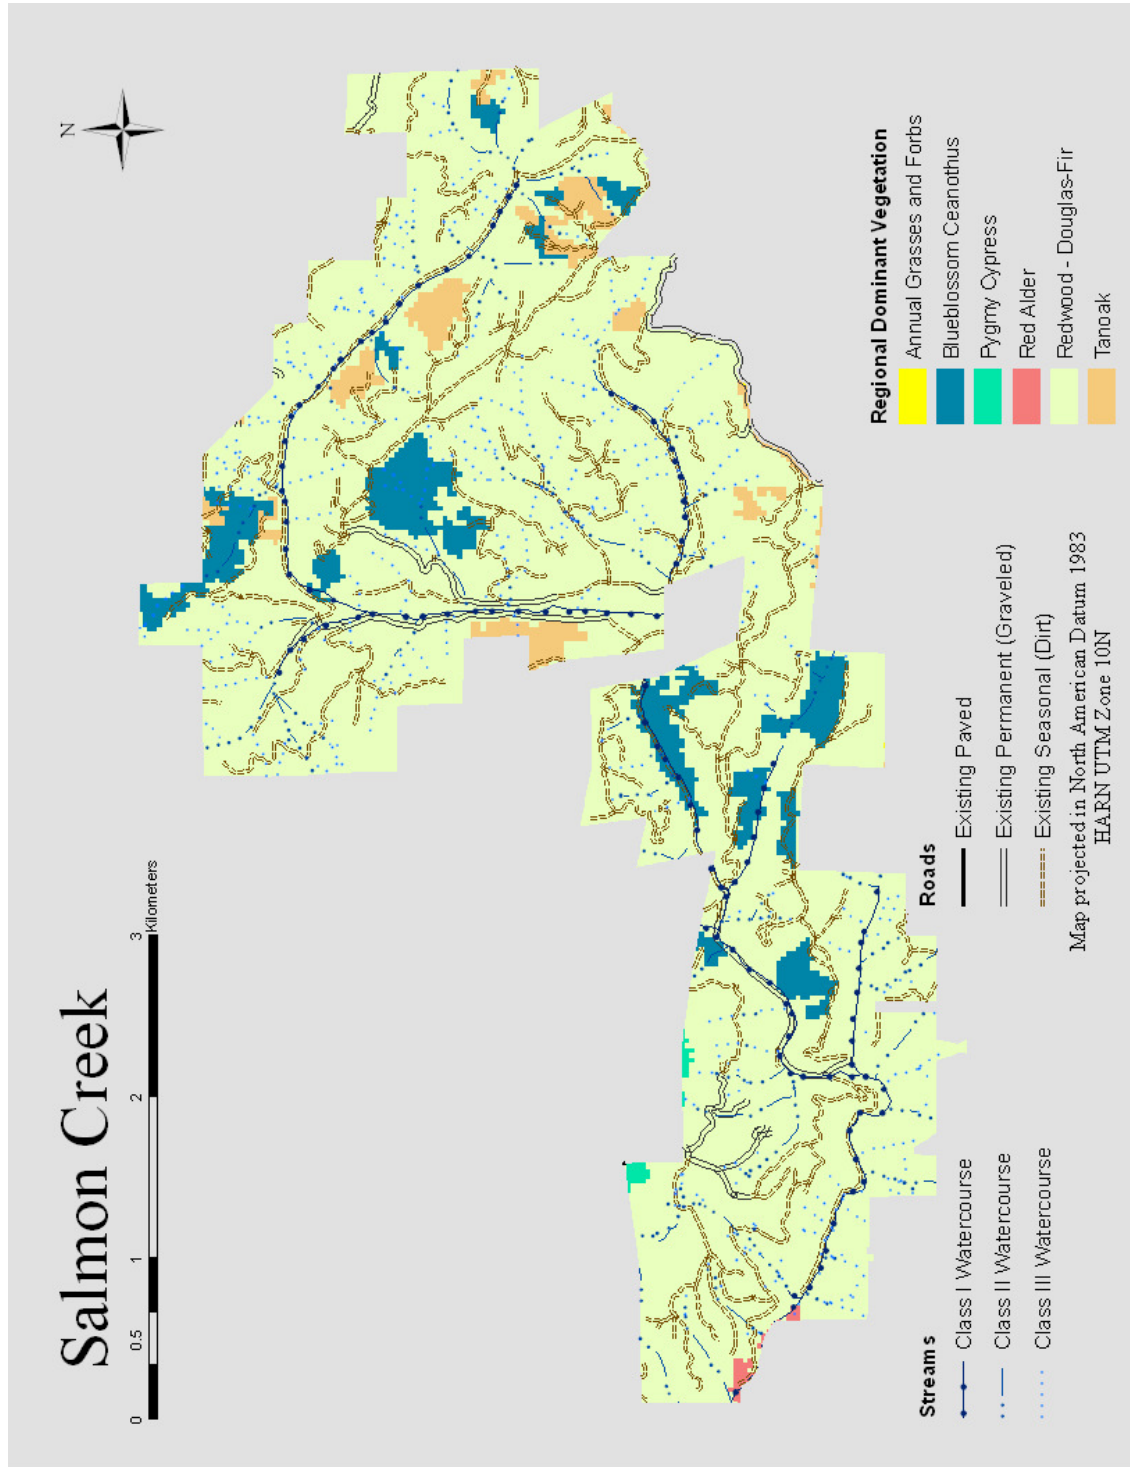 Salmon Creek
N
0 0.5 1 2 3
Kilometers
Streams
Class I Watercourse
Class II Watercourse
Class III Watercourse
Roads
Existing Paved
Existing Permanent (Graveled)
Existing Seasonal (Dirt)
Map projected in North American Datum 1983
HARN UTM Zone 10N
Regional Dominant Vegetation
Annual Grasses and Forbs
Blueblossom Ceanothus
Pygmy Cypress
Red Alder
Redwood - Douglas-Fir
Tanoak